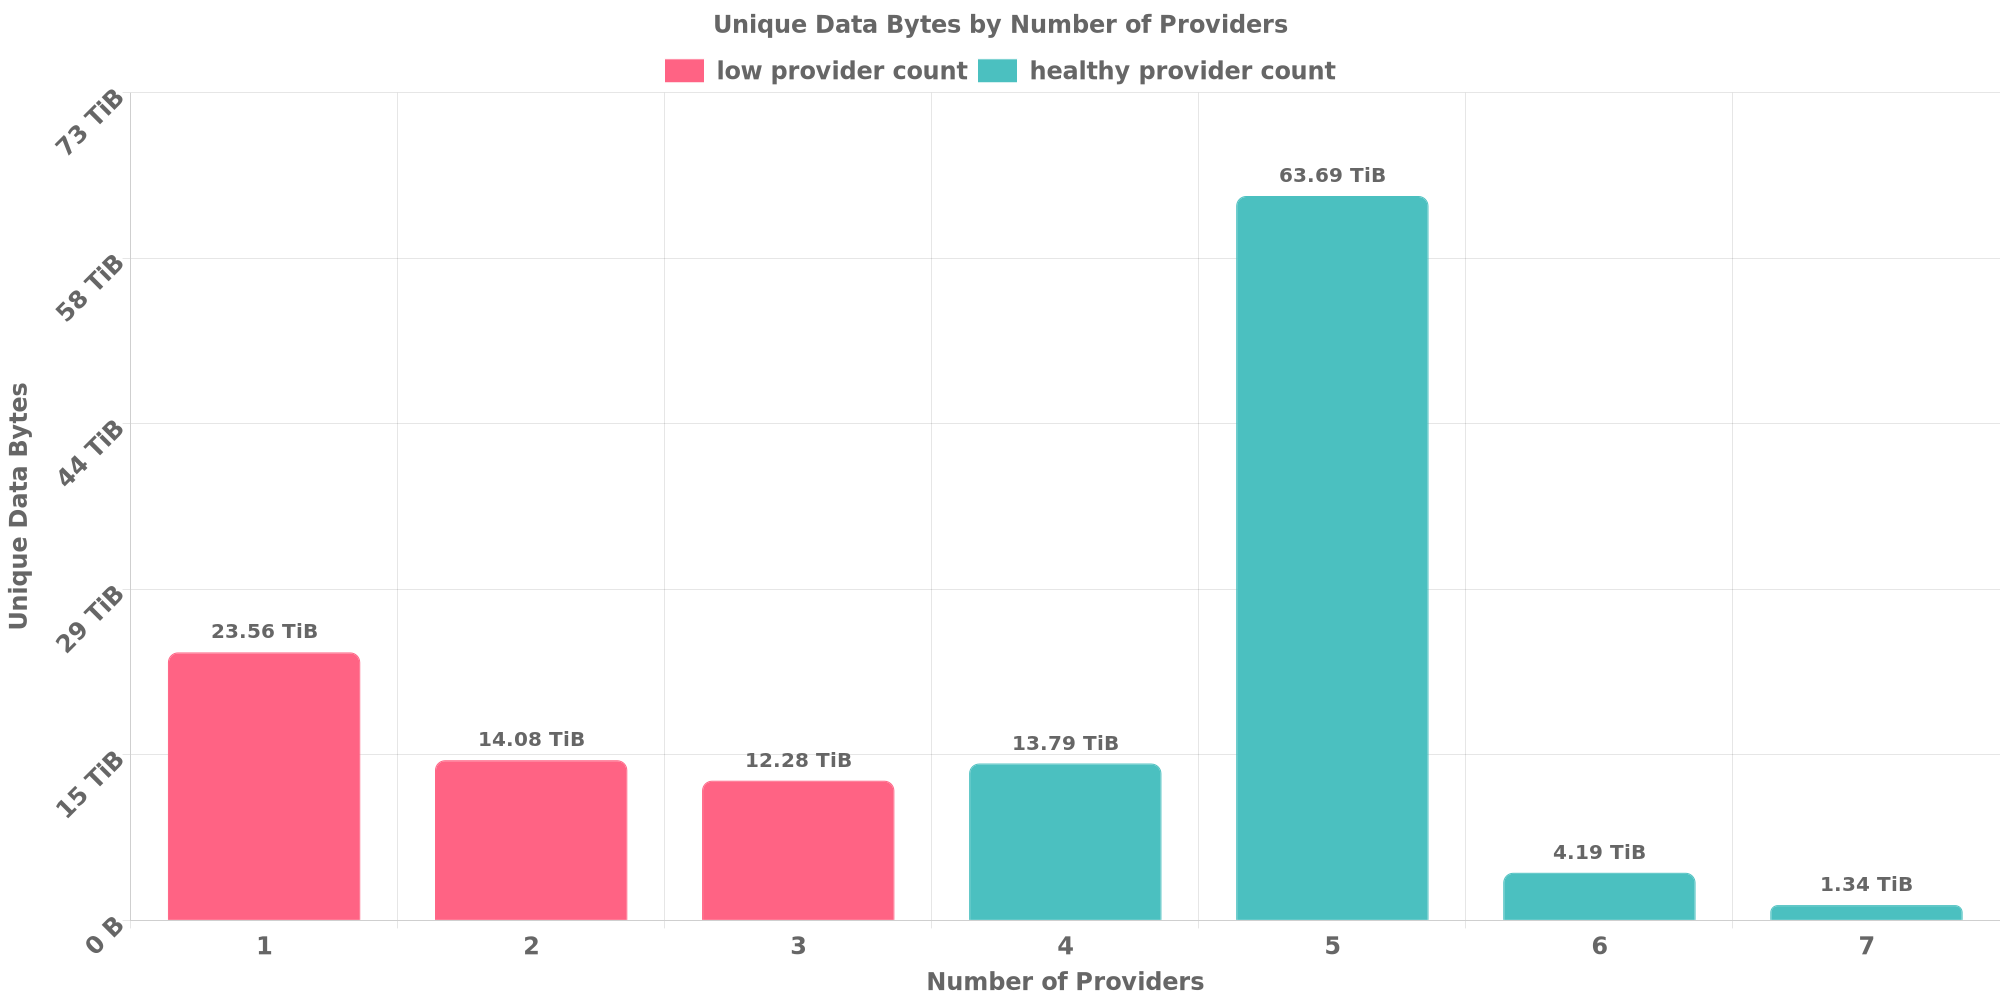 Unique Data Bytes by Number of Providers
low provider count healthy provider count
73 TiB
58 TiB
44 TiB
29 TiB
15 TiB
0 B
Unique Data Bytes
23.56 TiB
14.08 TiB
12.28 TiB
13.79 TiB
63.69 TiB
4.19 TiB
1.34 TiB
1 2 3 4 5 6 7
Number of Providers